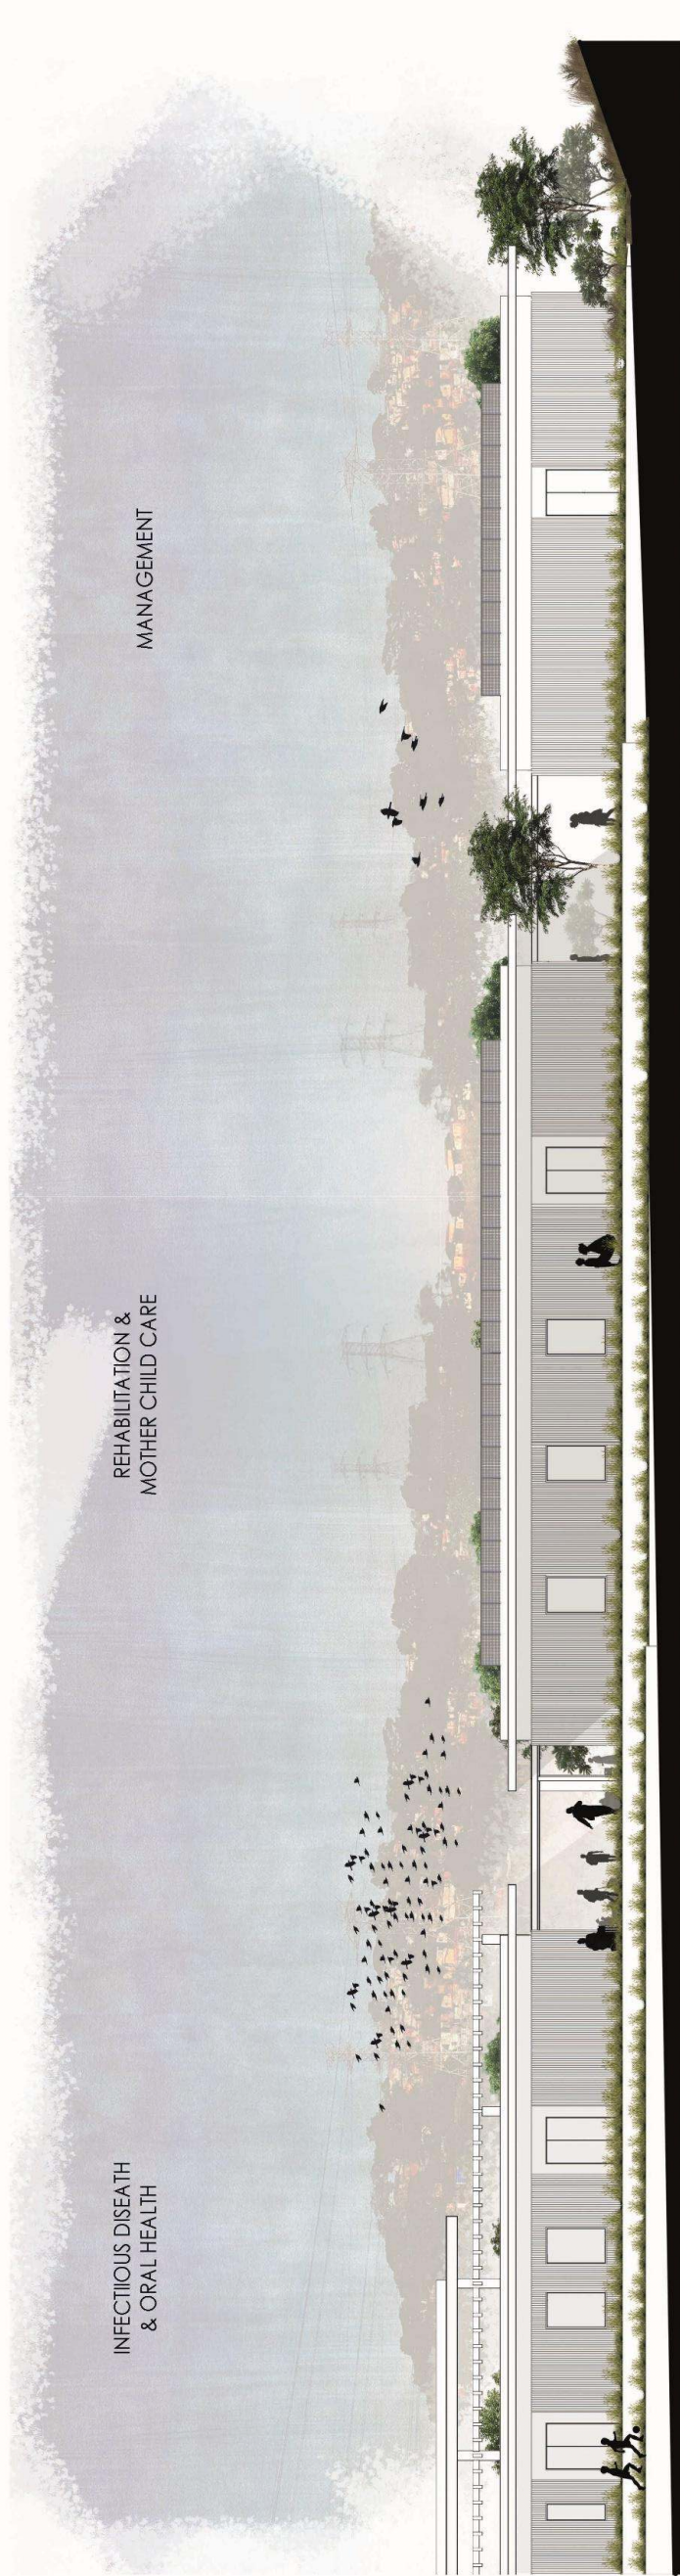 INFECTIIOUS DISEATH
& ORAL HEALTH
REHABILITATION &
MOTHER CHILD CARE
MANAGEMENT